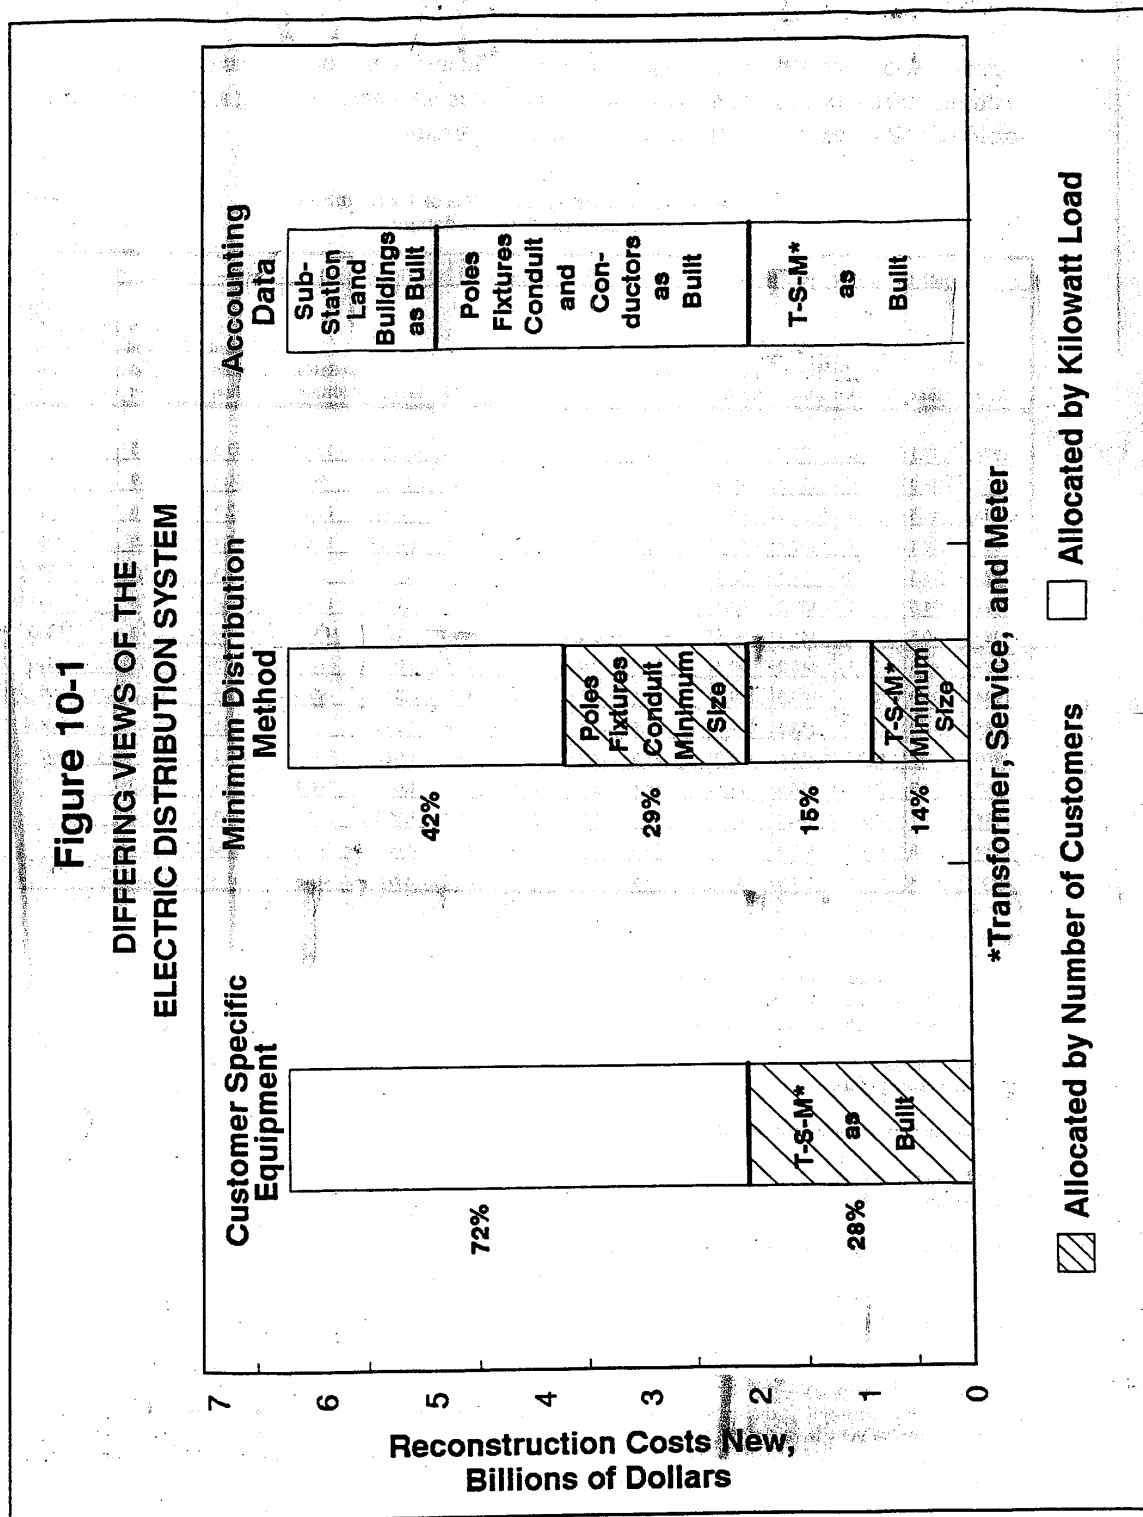 Figure 10-1
DIFFERING VIEWS OF THE
ELECTRIC DISTRIBUTION SYSTEM
Customer Specific
Equipment
Minimum Distribution
Method
Accounting
Data
7
6
5
4
3
2
1
0
Reconstruction Costs New,
Billions of Dollars
72%
28%
T-S-M*
as
Built
42%
29%
15%
14%
Poles
Fixtures
Conduit
Minimum
Size
T-S-M*
Minimum
Size
Sub-
Station
Land
Buildings
as Built
Poles
Fixtures
Conduit
and
Con-
ductors
as
Built
T-S-M*
as
Built
*Transformer, Service, and Meter
Allocated by Number of Customers
Allocated by Kilowatt Load